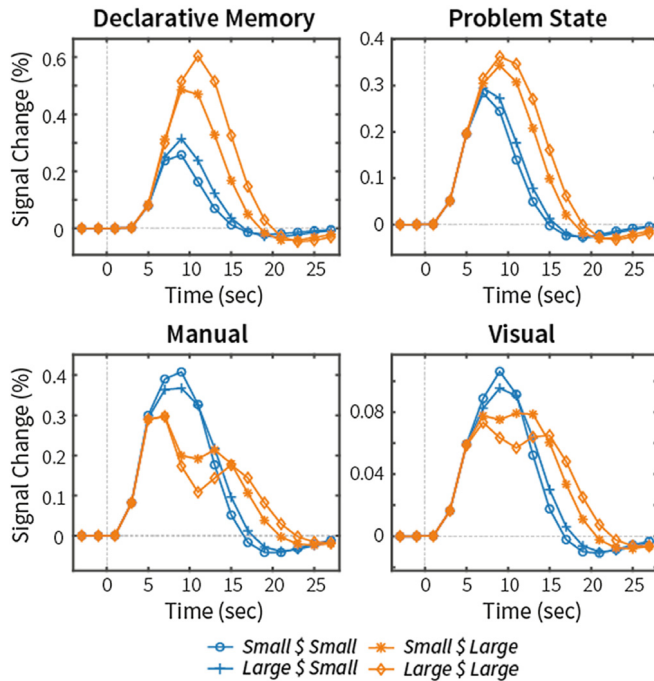 Declarative Memory
Problem State
Signal Change (%)
0.6
0.4
0.2
0
0.4
0.3
0.2
0.1
0
0 5 10 15 20 25
0 5 10 15 20 25
Time (sec)
Time (sec)
Manual
Visual
Signal Change (%)
0.4
0.3
0.2
0.1
0
0.08
0.04
0
0 5 10 15 20 25
0 5 10 15 20 25
Time (sec)
Time (sec)
Small $ Small
Small $ Large
Large $ Small
Large $ Large